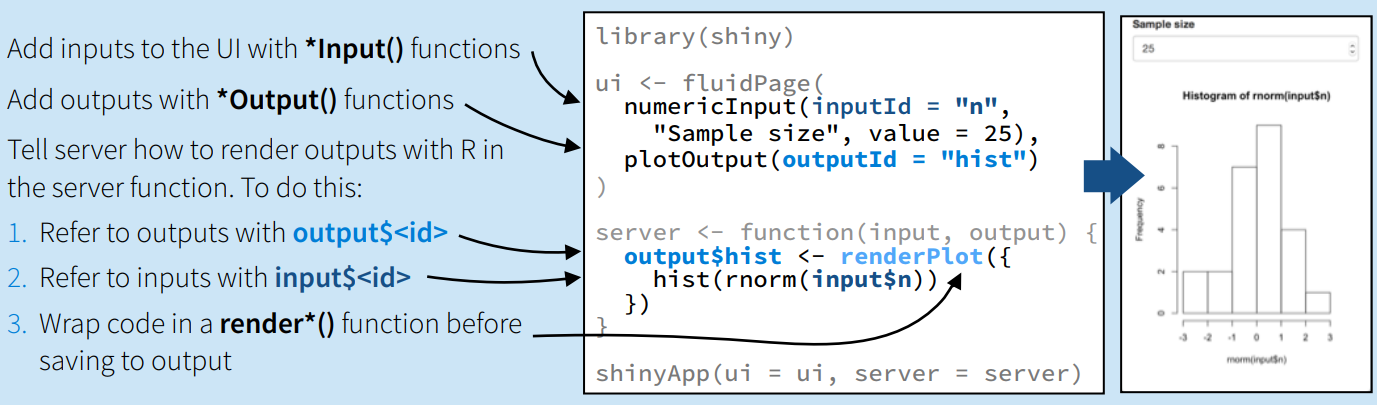 Add inputs to the UI with *Input() functions
Add outputs with *Output() functions
Tell server how to render outputs with R in
the server function. To do this:
1. Refer to outputs with output$<id>
2. Refer to inputs with input$<id>
3. Wrap code in a render*() function before
saving to output
library(shiny)
ui <- fluidPage(
numericInput(inputId = "n",
"Sample size", value = 25),
plotOutput(outputId = "hist")
)
server <- function(input, output) {
output$hist <- renderPlot({
hist(rnorm(input$n))
})
}
shinyApp(ui = ui, server = server)
Sample size
25
Histogram of rnorm(input$n)
Frequency
8
6
4
2
0
-3 -2 -1 0 1 2 3
rnorm(input$n)